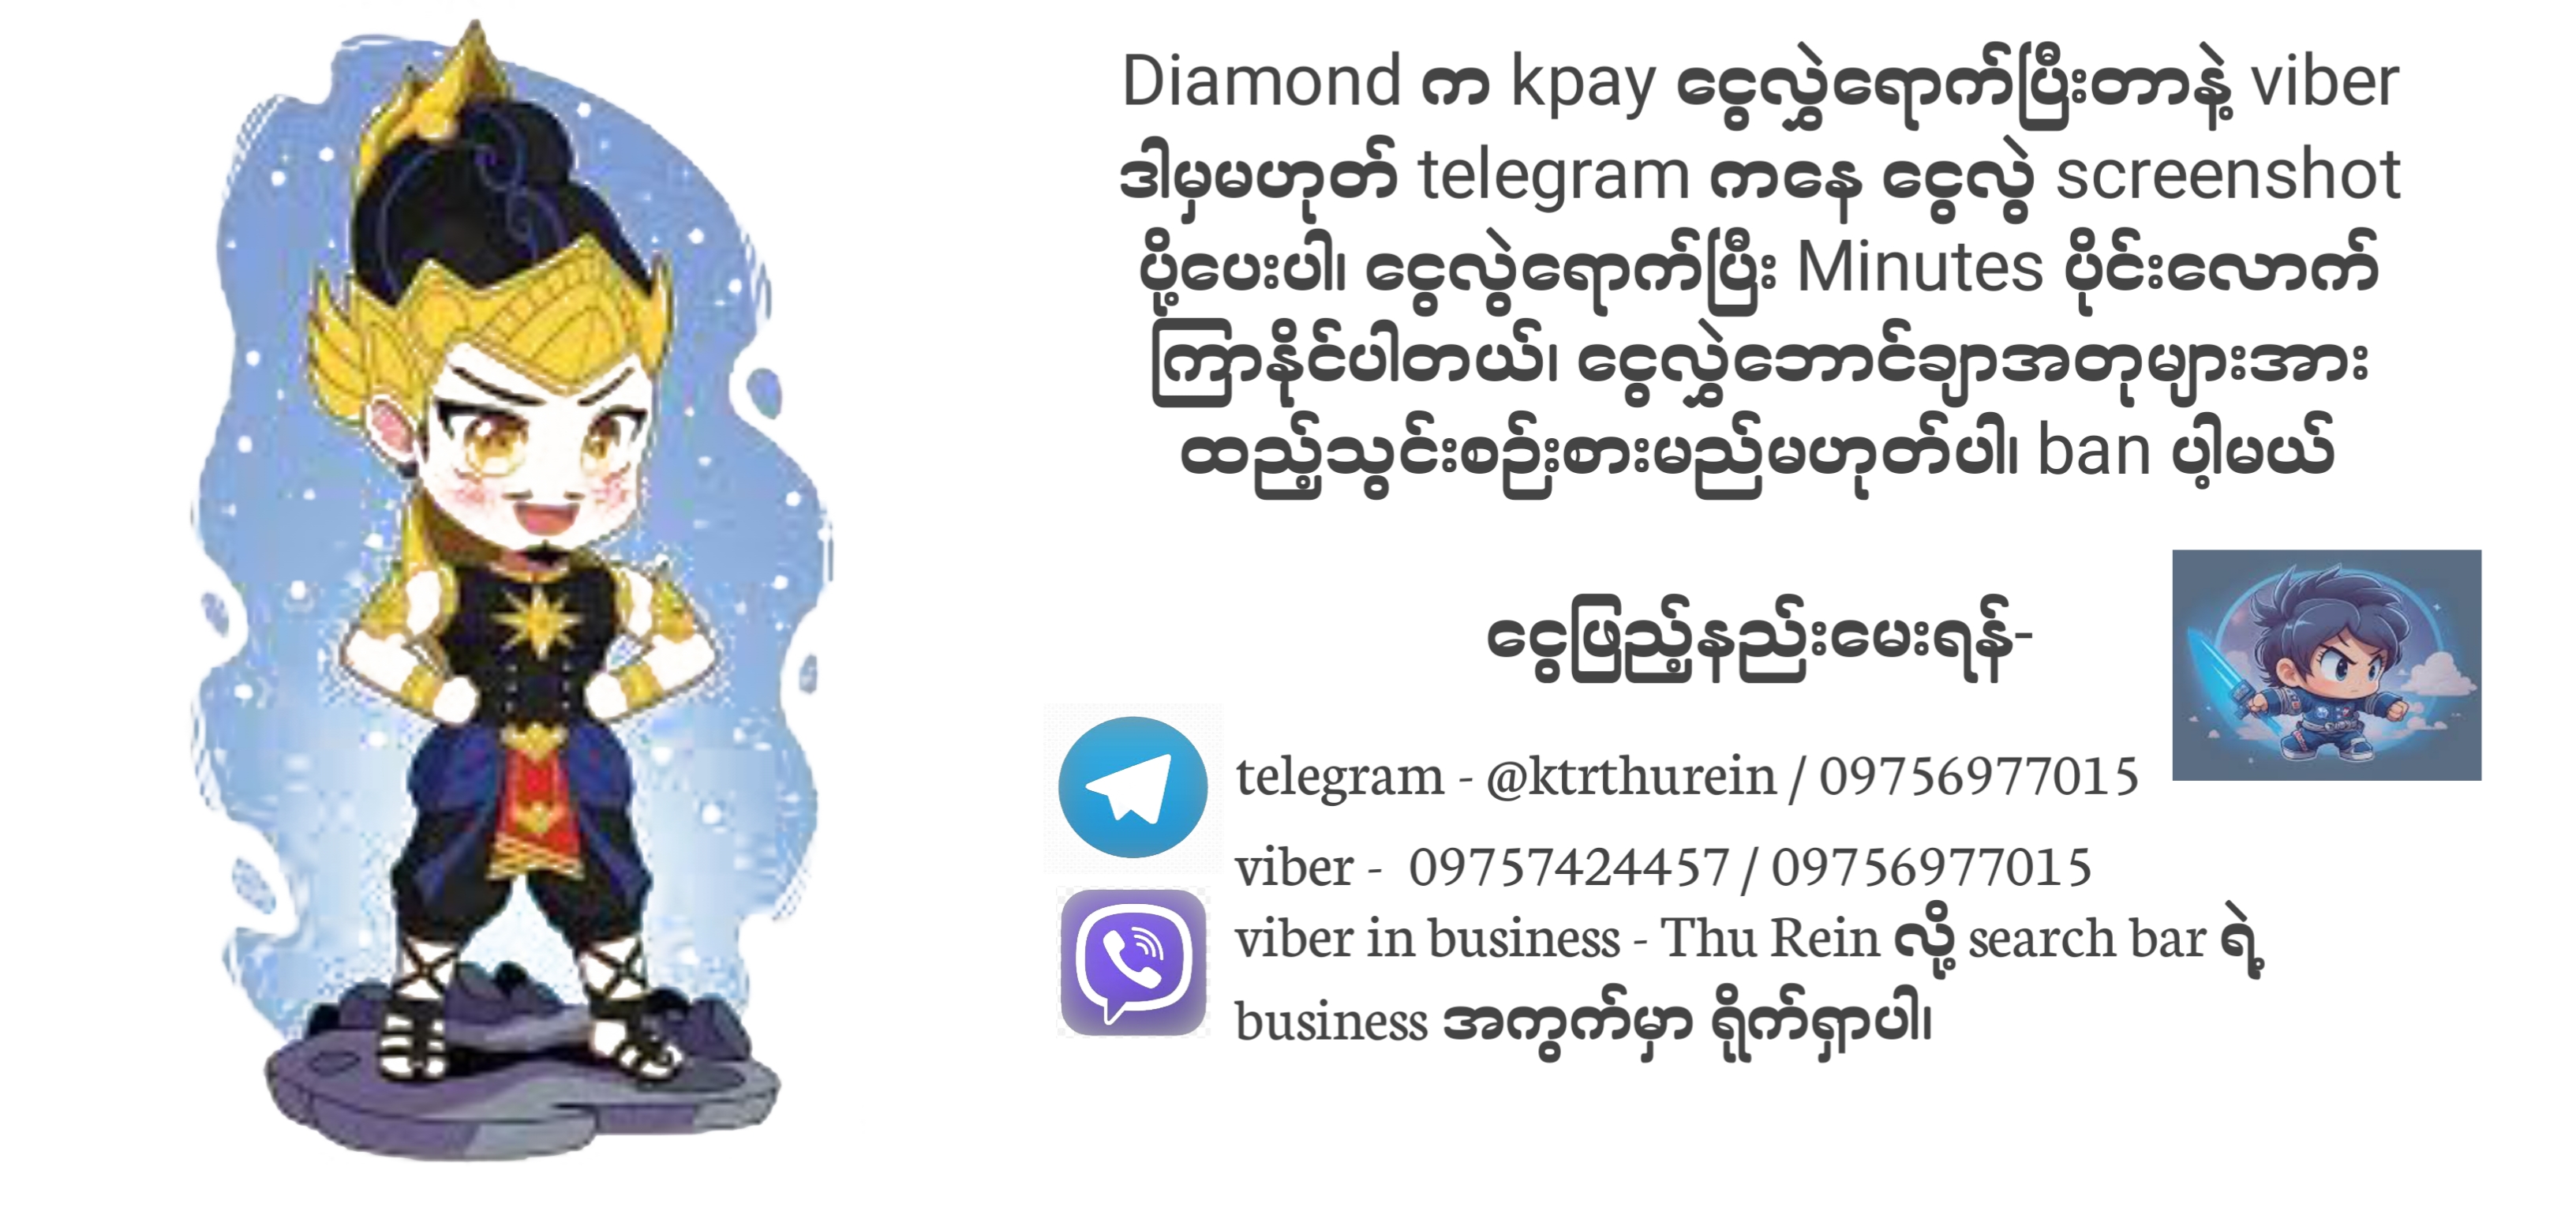 Diamond က kpay ငွေလွှဲရောက်ပြီးတာနဲ့ viber
ဒါမှမဟုတ် telegram ကနေ ငွေလွဲ screenshot
ပို့ပေးပါ၊ ငွေလွဲရောက်ပြီး Minutes ပိုင်းလောက်
ကြာနိုင်ပါတယ်၊ ငွေလွှဲဘောင်ချာအတုများအား
ထည့်သွင်းစဉ်းစားမည်မဟုတ်ပါ၊ ban ပါ့မယ်
ငွေဖြည့်နည်းမေးရန်-
telegram - @ktrthurein / 09756977015
viber - 09757424457 / 09756977015
viber in business - Thu Rein လို့ search bar ရဲ့
business အကွက်မှာ ရိုက်ရှာပါ၊